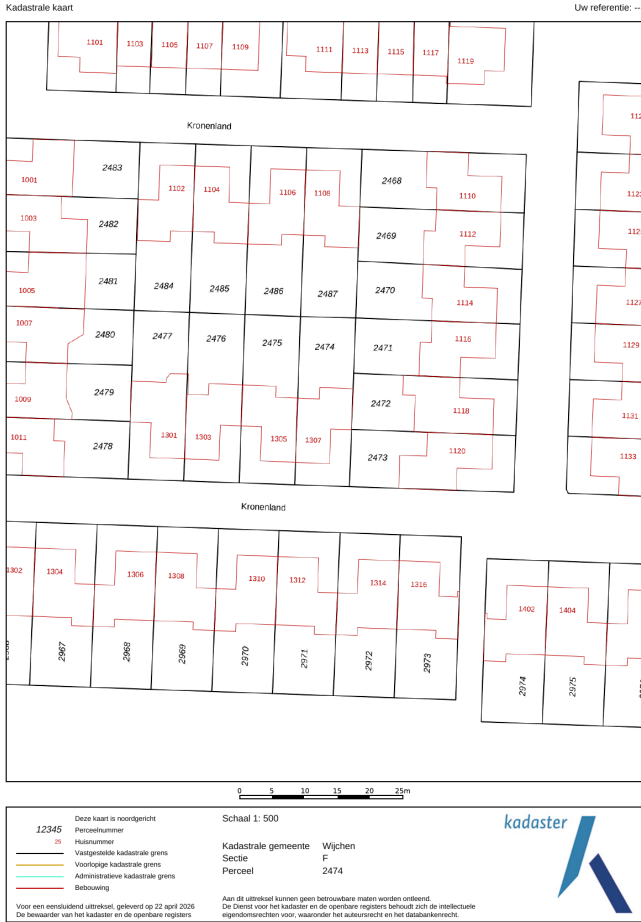 Kadastrale kaart Uw referentie: --
1101 1103 1105 1107 1109 1111 1113 1115 1117 1119
Kronenland
1001 2483 1102 1104 1106 1108 2468 1110
1003 2482 2469 1112
1005 2481 2484 2485 2486 2487 2470 1114 1127
1007 2480 2477 2476 2475 2474 2471 1116 1129
1009 2479 2472 1118 1131
1011 2478 1301 1303 1305 1307 2473 1120 1133
Kronenland
1302 1304 1306 1308 1310 1312 1314 1316 1402 1404
2967 2968 2969 2970 2971 2972 2973 2974 2975
0 5 10 15 20 25m
Deze kaart is noordgericht
12345 Perceelnummer
25 Huisnummer
Vastgestelde kadastrale grens
Voorlopige kadastrale grens
Administratieve kadastrale grens
Bebouwing
Voor een eensluidend uittreksel, geleverd op 22 april 2026
De bewaarder van het kadaster en de openbare registers
Schaal 1: 500
Kadastrale gemeente Wijchen
Sectie F
Perceel 2474
Aan dit uittreksel kunnen geen betrouwbare maten worden ontleend.
De Dienst voor het kadaster en de openbare registers behoudt zich de intellectuele
eigendomsrechten voor, waaronder het auteursrecht en het databankenrecht.
kadaster